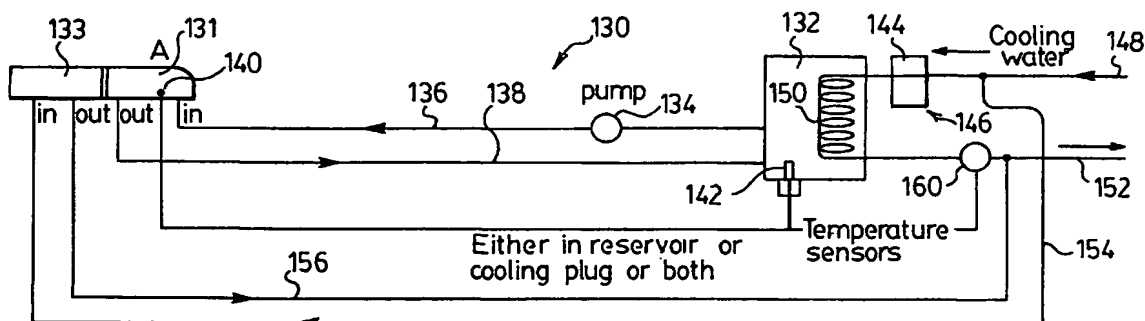 133
A
131
140
130
132
144
Cooling
water
148
in
out
out
in
136
138
pump
134
150
146
142
160
152
Either in reservoir or
cooling plug or both
Temperature
sensors
154
156